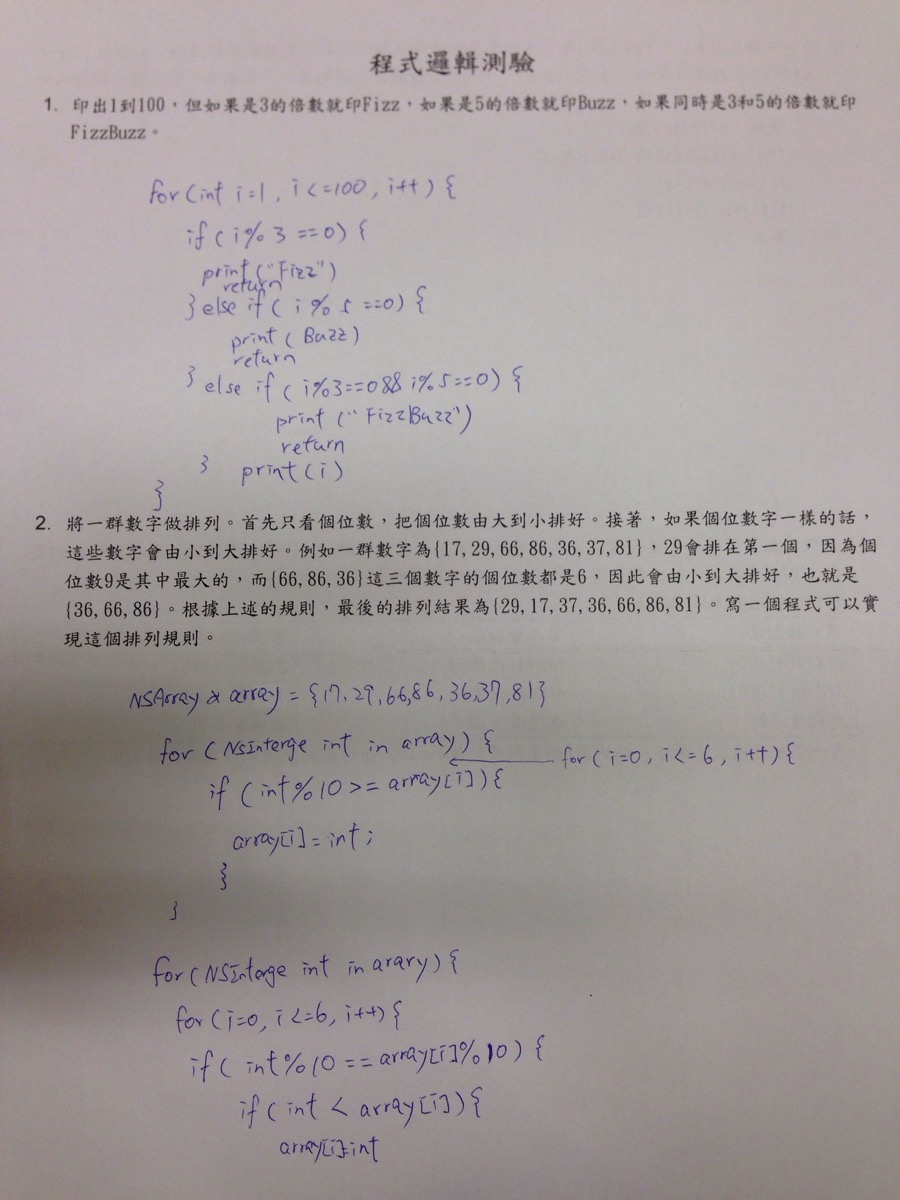 程式邏輯測驗
1. 印出1到100，但如果是3的倍數就印Fizz，如果是5的倍數就印Buzz，如果同時是3和5的倍數就印
FizzBuzz。
for (int i=1, i<=100, i++) {
if (i%3==0) {
print("Fizz")
return
} else if ( i%5==0) {
print (Buzz)
return
} else if ( i%3==0&& i%5==0) {
print ("FizzBuzz")
return
} print(i)
}
2. 將一群數字做排列。首先只看個位數，把個位數由大到小排好。接著，如果個位數字一樣的話，
這些數字會由小到大排好。例如一群數字為{17,29,66,86,36,37,81}，29會排在第一個，因為個
位數9是其中最大的，而{66,86,36}這三個數字的個位數都是6，因此會由小到大排好，也就是
{36,66,86}。根據上述的規則，最後的排列結果為{29,17,37,36,66,86,81}。寫一個程式可以實
現這個排列規則。
NSArray * array = {17,29,66,86,36,37,81}
for (NSInterge int in array) { for (i=0, i<=6, i++) {
if (int%10 >= array[i]) {
array[i] = int;
}
}
for (NSInterge int in arary) {
for (i=0, i<=6, i++) {
if ( int%10 == array[i]%10) {
if (int < array[i]) {
array[i]=int